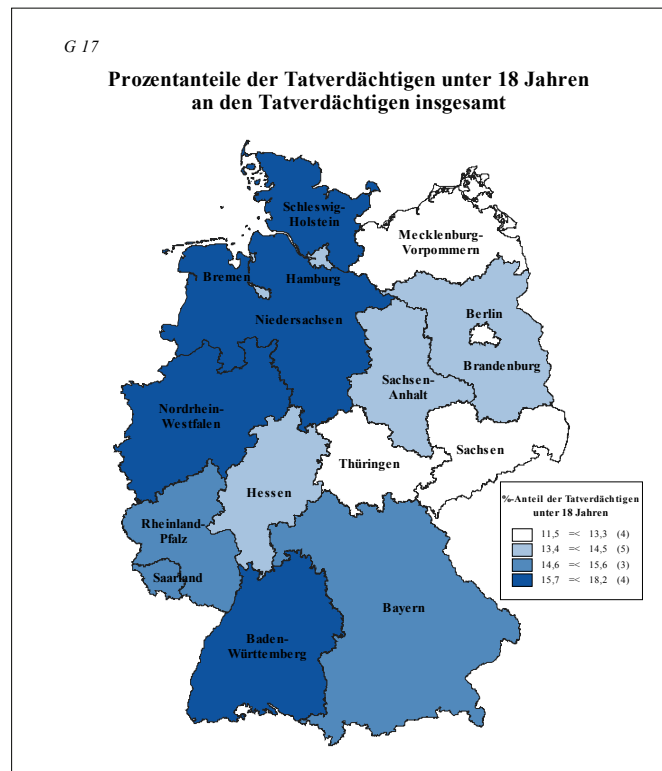 G 17
Prozentanteile der Tatverdächtigen unter 18 Jahren
an den Tatverdächtigen insgesamt
Schleswig-
Holstein
Mecklenburg-
Vorpommern
Bremen
Hamburg
Niedersachsen
Berlin
Brandenburg
Sachsen-
Anhalt
Nordrhein-
Westfalen
Sachsen
Thüringen
Hessen
Rheinland-
Pfalz
Saarland
Bayern
Baden-
Württemberg
%-Anteil der Tatverdächtigen
unter 18 Jahren
11,5 =< 13,3 (4)
13,4 =< 14,5 (5)
14,6 =< 15,6 (3)
15,7 =< 18,2 (4)